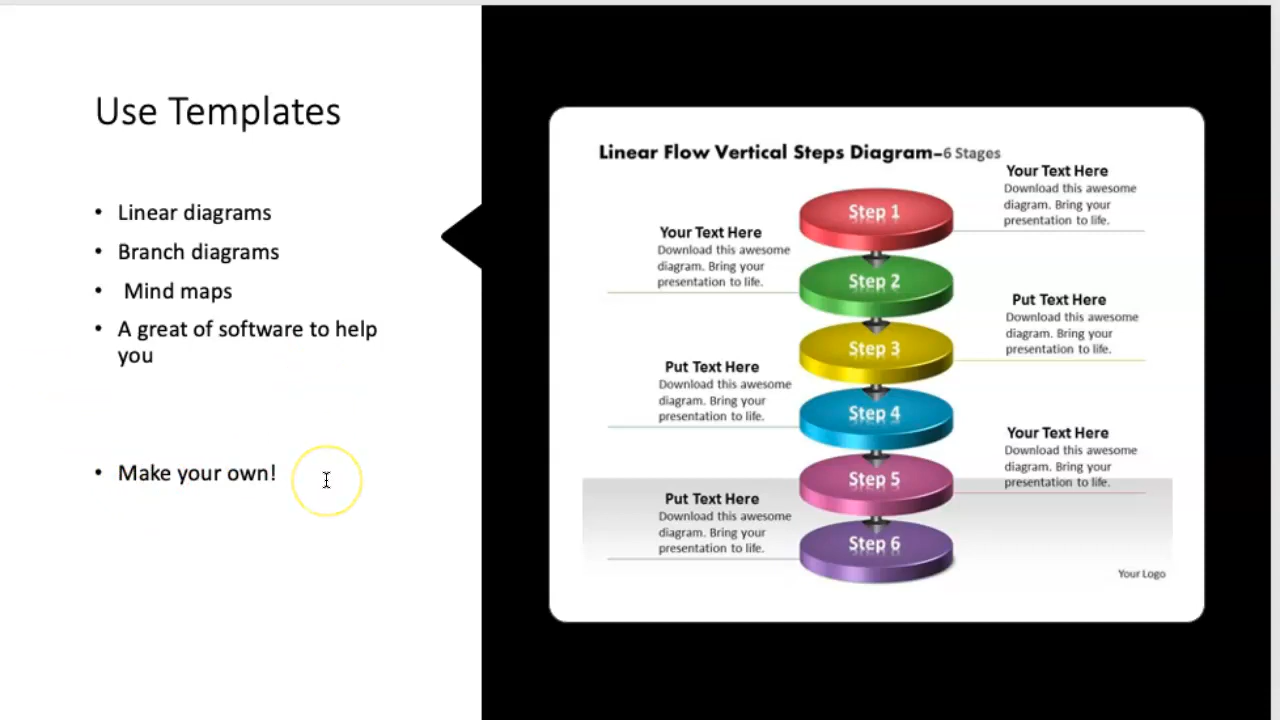 Use Templates
• Linear diagrams
• Branch diagrams
• Mind maps
• A great of software to help
you
• Make your own!
Linear Flow Vertical Steps Diagram–6 Stages
Step 1
Your Text Here
Download this awesome
diagram. Bring your
presentation to life.
Your Text Here
Download this awesome
diagram. Bring your
presentation to life.
Step 2
Step 3
Put Text Here
Download this awesome
diagram. Bring your
presentation to life.
Put Text Here
Download this awesome
diagram. Bring your
presentation to life.
Step 4
Step 5
Your Text Here
Download this awesome
diagram. Bring your
presentation to life.
Put Text Here
Download this awesome
diagram. Bring your
presentation to life.
Step 6
Your Logo